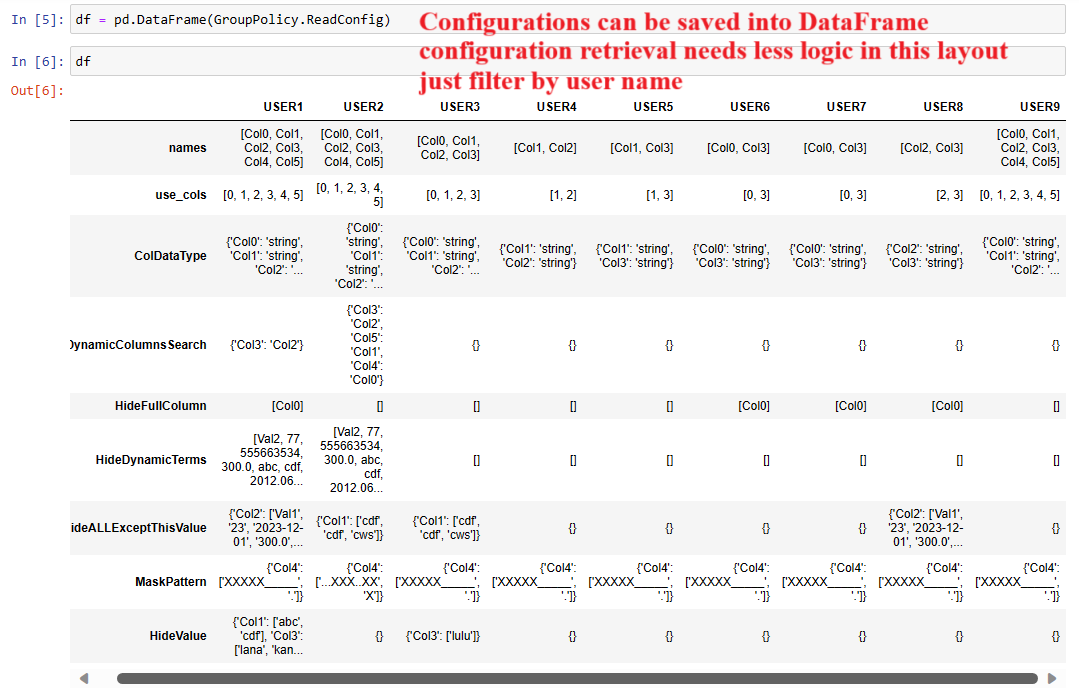 In [5]: df = pd.DataFrame(GroupPolicy.ReadConfig)
Configurations can be saved into DataFrame
configuration retrieval needs less logic in this layout
just filter by user name
In [6]: df
Out[6]:
USER1 USER2 USER3 USER4 USER5 USER6 USER7 USER8 USER9
names
[Col0, Col1,
Col2, Col3,
Col4, Col5]
[Col0, Col1,
Col2, Col3,
Col4, Col5]
[Col0, Col1,
Col2, Col3]
[Col1, Col2]
[Col1, Col3]
[Col0, Col3]
[Col0, Col3]
[Col2, Col3]
[Col0, Col1,
Col2, Col3,
Col4, Col5]
use_cols
[0, 1, 2, 3, 4, 5]
[0, 1, 2, 3, 4,
5]
[0, 1, 2, 3]
[1, 2]
[1, 3]
[0, 3]
[0, 3]
[2, 3]
[0, 1, 2, 3, 4, 5]
ColDataType
{'Col0': 'string',
'Col1': 'string',
'Col2': '...
{'Col0':
'string',
'Col1':
'string',
'Col2': '...
{'Col0': 'string',
'Col1': 'string',
'Col2': '...
{'Col1': 'string',
'Col2': 'string'}
{'Col1': 'string',
'Col3': 'string'}
{'Col0': 'string',
'Col3': 'string'}
{'Col0': 'string',
'Col3': 'string'}
{'Col2': 'string',
'Col3': 'string'}
{'Col0': 'string',
'Col1': 'string',
'Col2': '...
DynamicColumnsSearch
{'Col3': 'Col2'}
{'Col3':
'Col2',
'Col5':
'Col1',
'Col4':
'Col0'}
{}
{}
{}
{}
{}
{}
{}
HideFullColumn
[Col0]
[]
[]
[]
[]
[Col0]
[Col0]
[Col0]
[]
HideDynamicTerms
[Val2, 77,
555663534,
300.0, abc, cdf,
2012.06...
[Val2, 77,
555663534,
300.0, abc,
cdf,
2012.06...
[]
[]
[]
[]
[]
[]
[]
ideALLExceptThisValue
{'Col2': ['Val1',
'23', '2023-12-
01', '300.0',...
{'Col1': ['cdf',
'cdf', 'cws']}
{'Col1': ['cdf',
'cdf', 'cws']}
{}
{}
{}
{}
{'Col2': ['Val1',
'23', '2023-12-
01', '300.0',...
{}
MaskPattern
{'Col4':
['XXXXX_____',
'.']}
{'Col4':
['...XXX..XX',
'X']}
{'Col4':
['XXXXX_____',
'.']}
{'Col4':
['XXXXX_____',
'.']}
{'Col4':
['XXXXX_____',
'.']}
{'Col4':
['XXXXX_____',
'.']}
{'Col4':
['XXXXX_____',
'.']}
{'Col4':
['XXXXX_____',
'.']}
{'Col4':
['XXXXX_____',
'.']}
HideValue
{'Col1': ['abc',
'cdf'], 'Col3':
['lana', 'kan...
{}
{'Col3': ['lulu']}
{}
{}
{}
{}
{}
{}